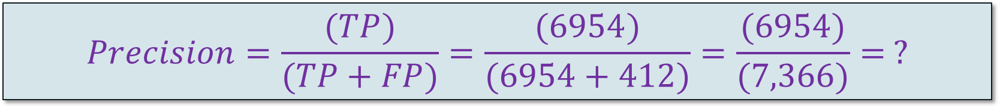 Precision = (TP) / (TP + FP) = (6954) / (6954 + 412) = (6954) / (7,366) = ?